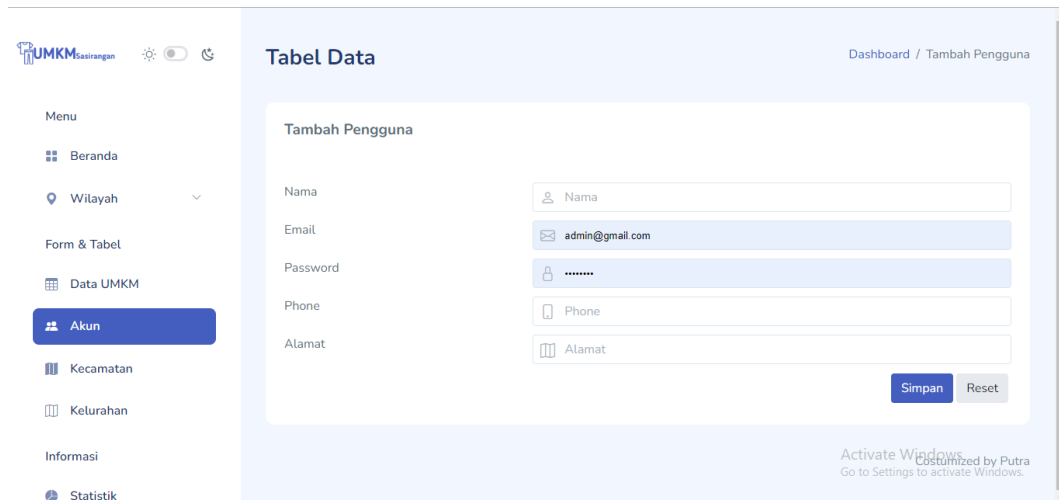 UMKM Sasirangan
Tabel Data
Dashboard / Tambah Pengguna
Menu
Beranda
Wilayah
Form & Tabel
Data UMKM
Akun
Kecamatan
Kelurahan
Informasi
Statistik
Tambah Pengguna
Nama
Nama
Email
admin@gmail.com
Password
••••••••
Phone
Phone
Alamat
Alamat
Simpan
Reset
Activate Windows
Go to Settings to activate Windows.
Costumized by Putra